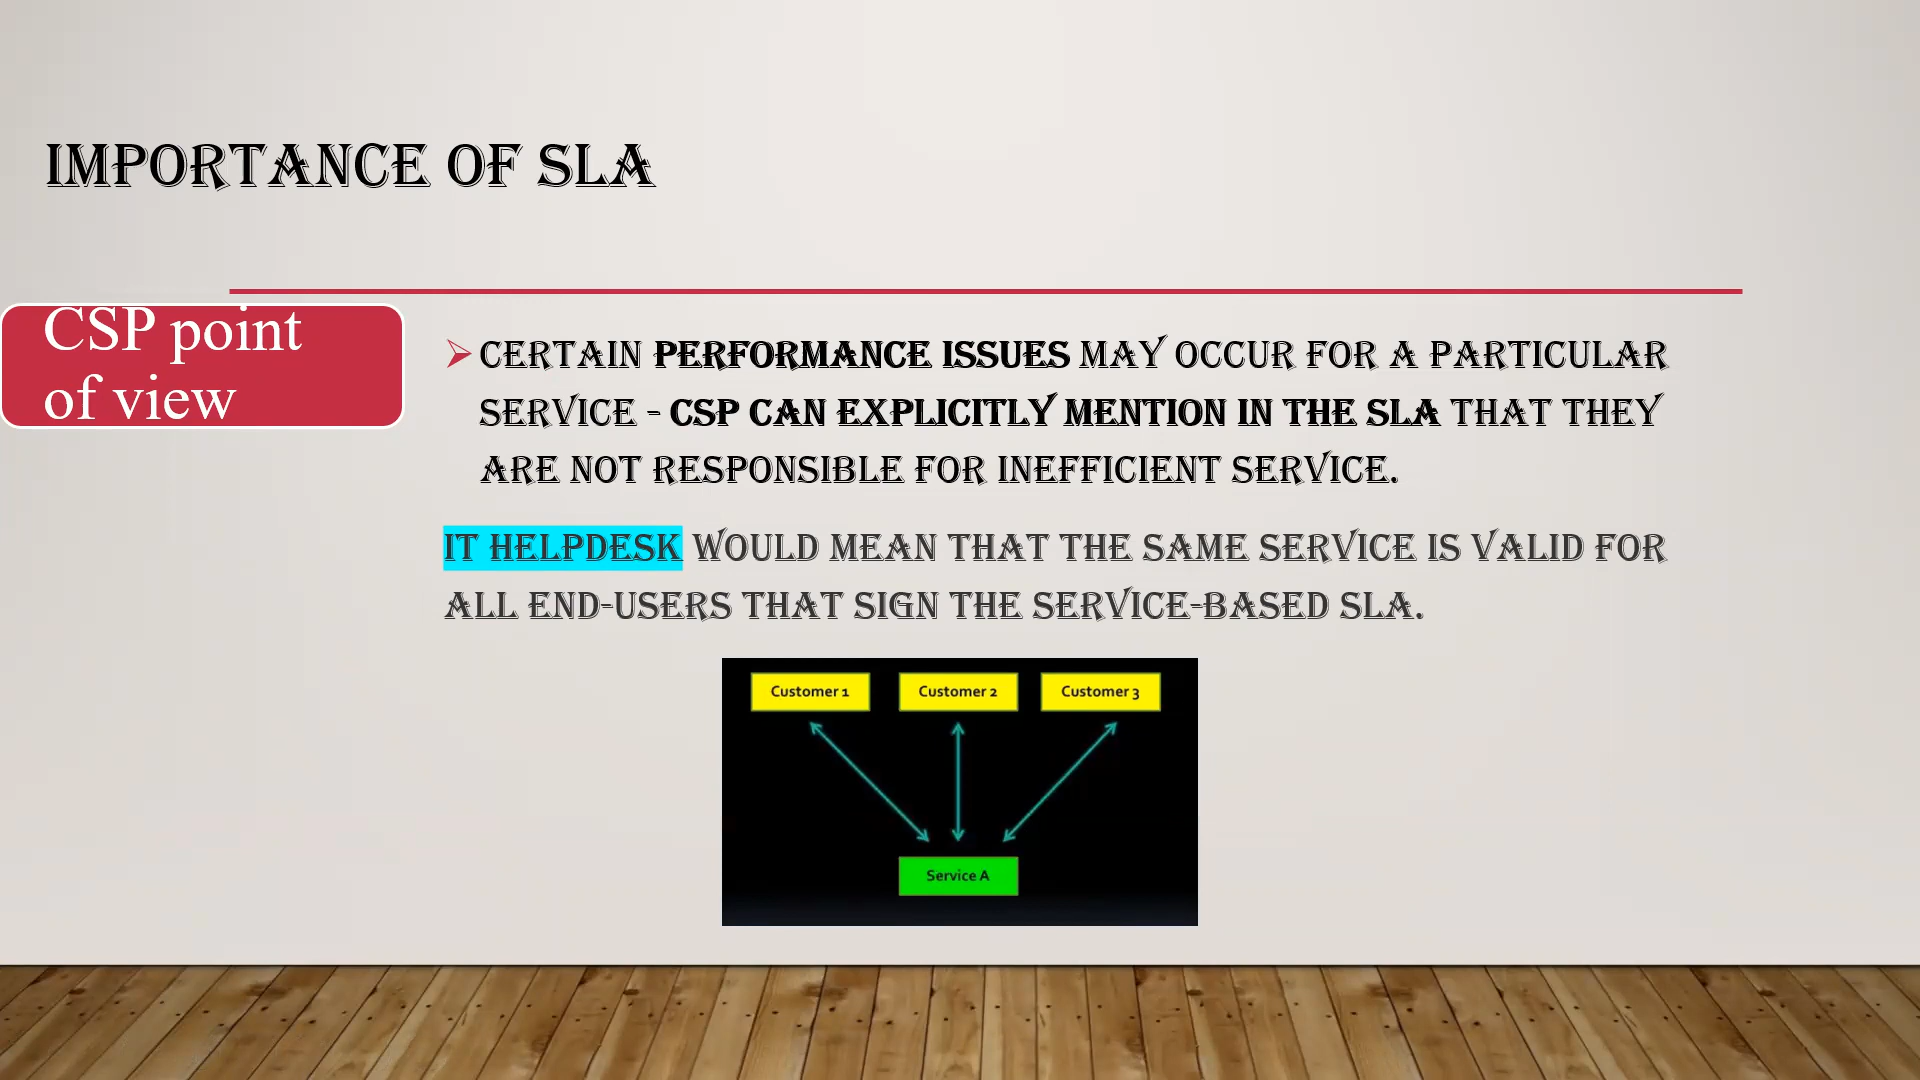 IMPORTANCE OF SLA
CSP point
of view
CERTAIN PERFORMANCE ISSUES MAY OCCUR FOR A PARTICULAR
SERVICE - CSP CAN EXPLICITLY MENTION IN THE SLA THAT THEY
ARE NOT RESPONSIBLE FOR INEFFICIENT SERVICE.
IT HELPDESK WOULD MEAN THAT THE SAME SERVICE IS VALID FOR
ALL END-USERS THAT SIGN THE SERVICE-BASED SLA.
Customer 1 Customer 2 Customer 3
Service A